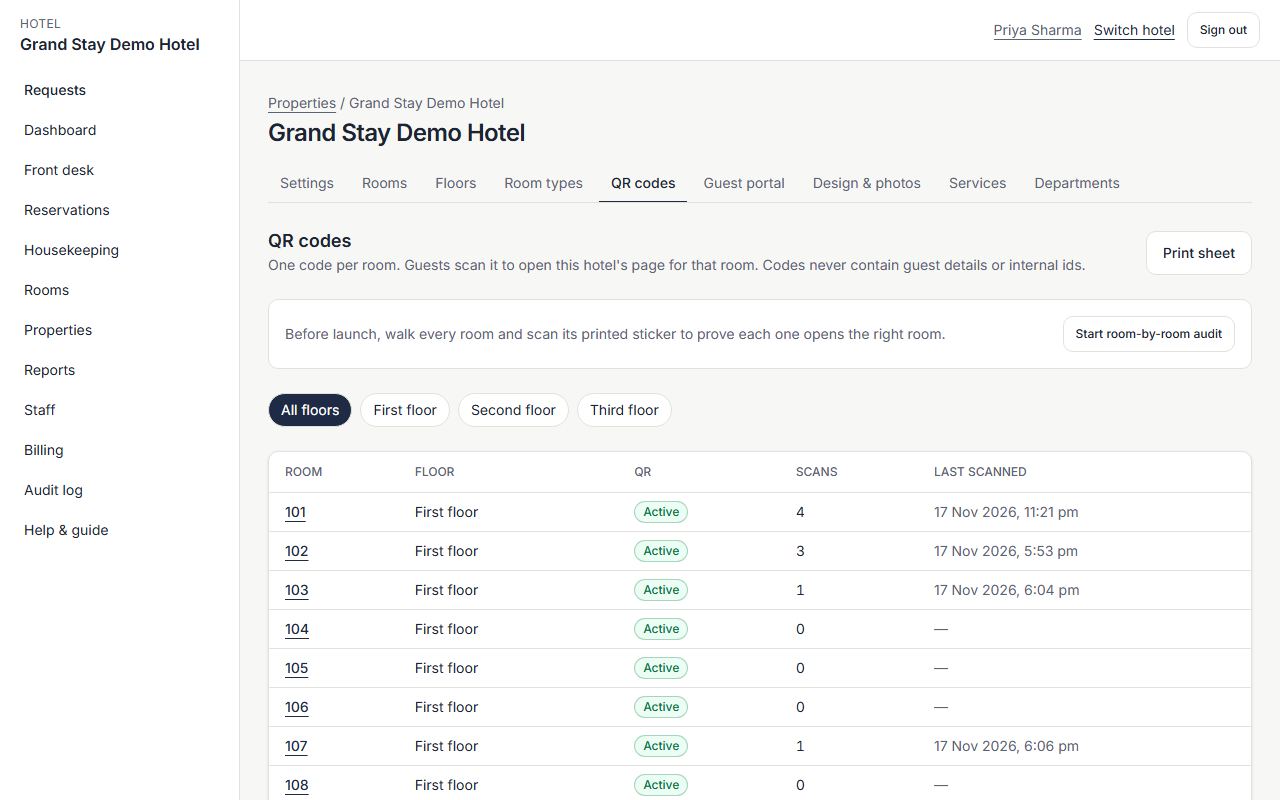 HOTEL
Grand Stay Demo Hotel
Requests
Dashboard
Front desk
Reservations
Housekeeping
Rooms
Properties
Reports
Staff
Billing
Audit log
Help & guide
Priya Sharma Switch hotel Sign out
Properties / Grand Stay Demo Hotel
Grand Stay Demo Hotel
Settings Rooms Floors Room types QR codes Guest portal Design & photos Services Departments
QR codes
One code per room. Guests scan it to open this hotel's page for that room. Codes never contain guest details or internal ids.
Print sheet
Before launch, walk every room and scan its printed sticker to prove each one opens the right room.
Start room-by-room audit
All floors First floor Second floor Third floor
ROOM FLOOR QR SCANS LAST SCANNED
101 First floor Active 4 17 Nov 2026, 11:21 pm
102 First floor Active 3 17 Nov 2026, 5:53 pm
103 First floor Active 1 17 Nov 2026, 6:04 pm
104 First floor Active 0 —
105 First floor Active 0 —
106 First floor Active 0 —
107 First floor Active 1 17 Nov 2026, 6:06 pm
108 First floor Active 0 —